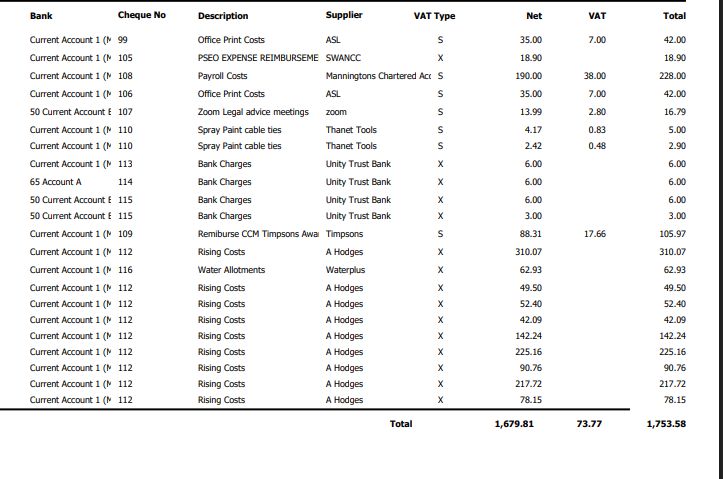 Bank Cheque No Description Supplier VAT Type Net VAT Total
Current Account 1 (M 99 Office Print Costs ASL S 35.00 7.00 42.00
Current Account 1 (M 105 PSEO EXPENSE REIMBURSEME SWANCC X 18.90 18.90
Current Account 1 (M 108 Payroll Costs Manningtons Chartered Acc S 190.00 38.00 228.00
Current Account 1 (M 106 Office Print Costs ASL S 35.00 7.00 42.00
50 Current Account E 107 Zoom Legal advice meetings zoom S 13.99 2.80 16.79
Current Account 1 (M 110 Spray Paint cable ties Thanet Tools S 4.17 0.83 5.00
Current Account 1 (M 110 Spray Paint cable ties Thanet Tools S 2.42 0.48 2.90
Current Account 1 (M 113 Bank Charges Unity Trust Bank X 6.00 6.00
65 Account A 114 Bank Charges Unity Trust Bank X 6.00 6.00
50 Current Account E 115 Bank Charges Unity Trust Bank X 6.00 6.00
50 Current Account E 115 Bank Charges Unity Trust Bank X 3.00 3.00
Current Account 1 (M 109 Remiburse CCM Timpsons Awar Timpsons S 88.31 17.66 105.97
Current Account 1 (M 112 Rising Costs A Hodges X 310.07 310.07
Current Account 1 (M 116 Water Allotments Waterplus X 62.93 62.93
Current Account 1 (M 112 Rising Costs A Hodges X 49.50 49.50
Current Account 1 (M 112 Rising Costs A Hodges X 52.40 52.40
Current Account 1 (M 112 Rising Costs A Hodges X 42.09 42.09
Current Account 1 (M 112 Rising Costs A Hodges X 142.24 142.24
Current Account 1 (M 112 Rising Costs A Hodges X 225.16 225.16
Current Account 1 (M 112 Rising Costs A Hodges X 90.76 90.76
Current Account 1 (M 112 Rising Costs A Hodges X 217.72 217.72
Current Account 1 (M 112 Rising Costs A Hodges X 78.15 78.15
Total 1,679.81 73.77 1,753.58